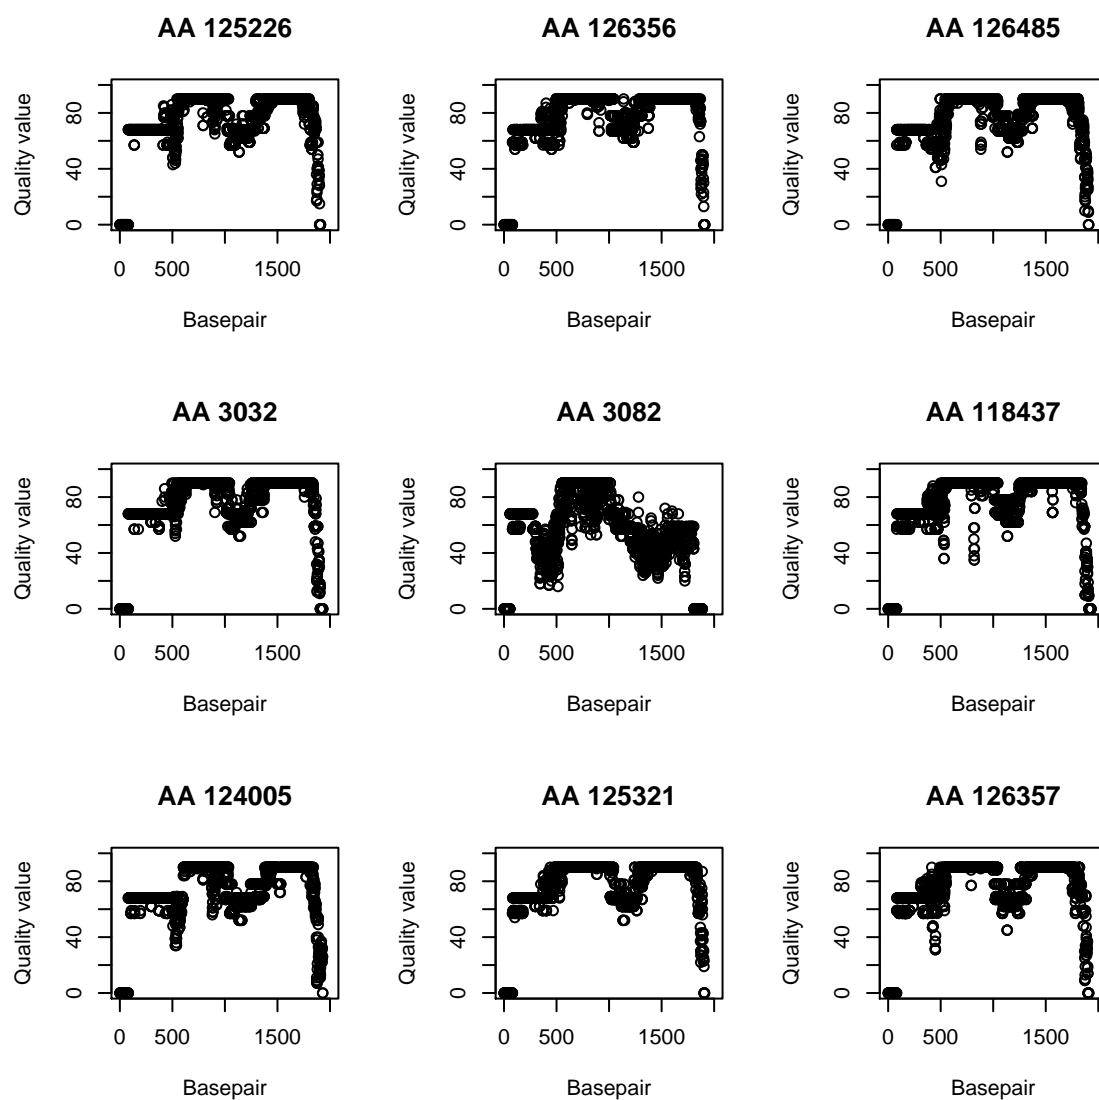 AA 125226
Quality value
0 40 80
0 500 1500
Basepair
AA 126356
Quality value
0 40 80
0 500 1500
Basepair
AA 126485
Quality value
0 40 80
0 500 1500
Basepair
AA 3032
Quality value
0 40 80
0 500 1500
Basepair
AA 3082
Quality value
0 40 80
0 500 1500
Basepair
AA 118437
Quality value
0 40 80
0 500 1500
Basepair
AA 124005
Quality value
0 40 80
0 500 1500
Basepair
AA 125321
Quality value
0 40 80
0 500 1500
Basepair
AA 126357
Quality value
0 40 80
0 500 1500
Basepair